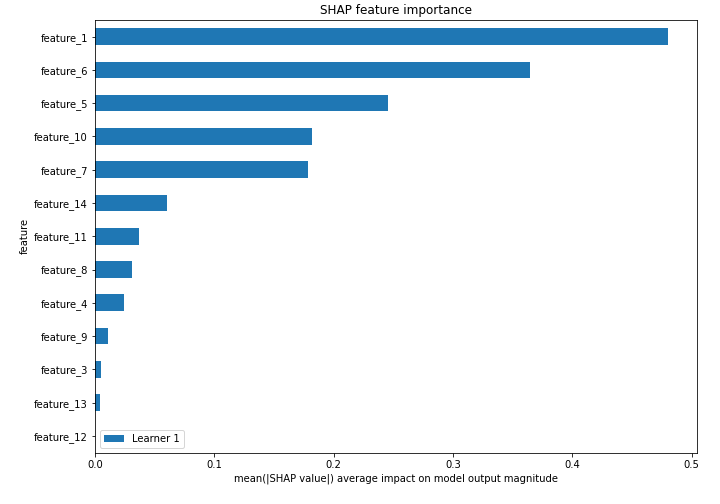 SHAP feature importance
feature_1
feature_6
feature_5
feature_10
feature_7
feature_14
feature_11
feature_8
feature_4
feature_9
feature_3
feature_13
feature_12
feature
Learner 1
0.0 0.1 0.2 0.3 0.4 0.5
mean(|SHAP value|) average impact on model output magnitude